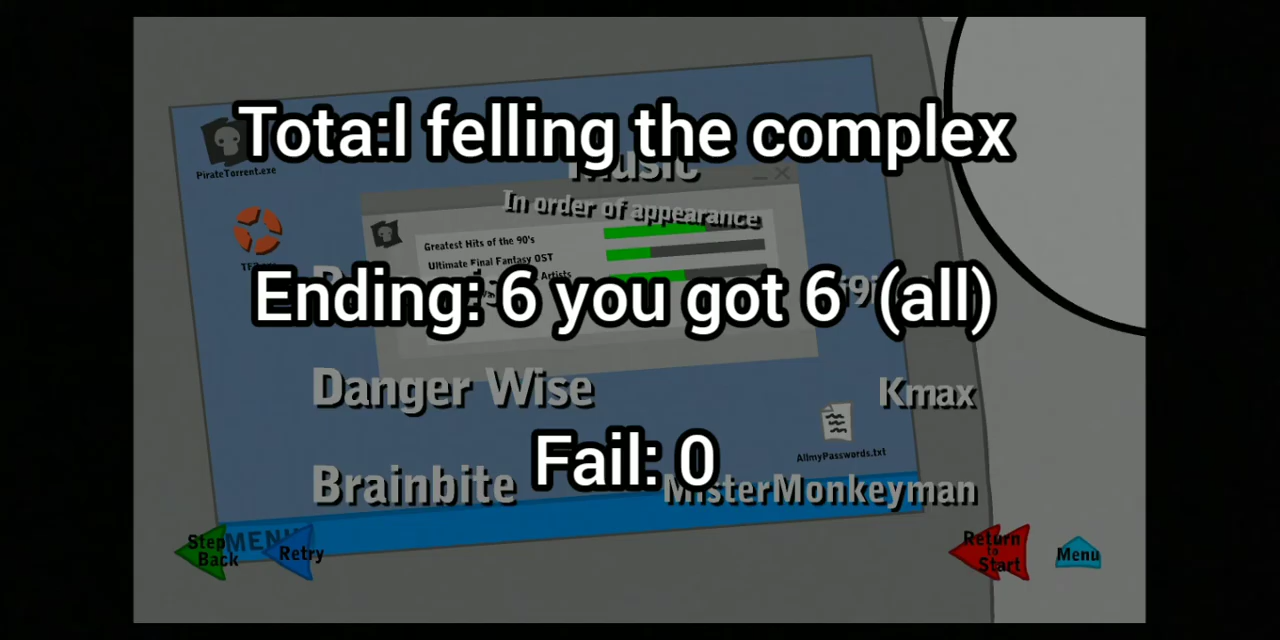 Tota:l felling the complex
PirateTorrent.exe
Music
In order of appearance
Greatest Hits of the 90's
Ultimate Final Fantasy OST
Artists
Ending: 6 you got 6 (all)
Danger Wise Kmax
AllmyPasswords.txt
Fail: 0
Brainbite MisterMonkeyman
Step Back
MENU
Retry
Return to Start
Menu